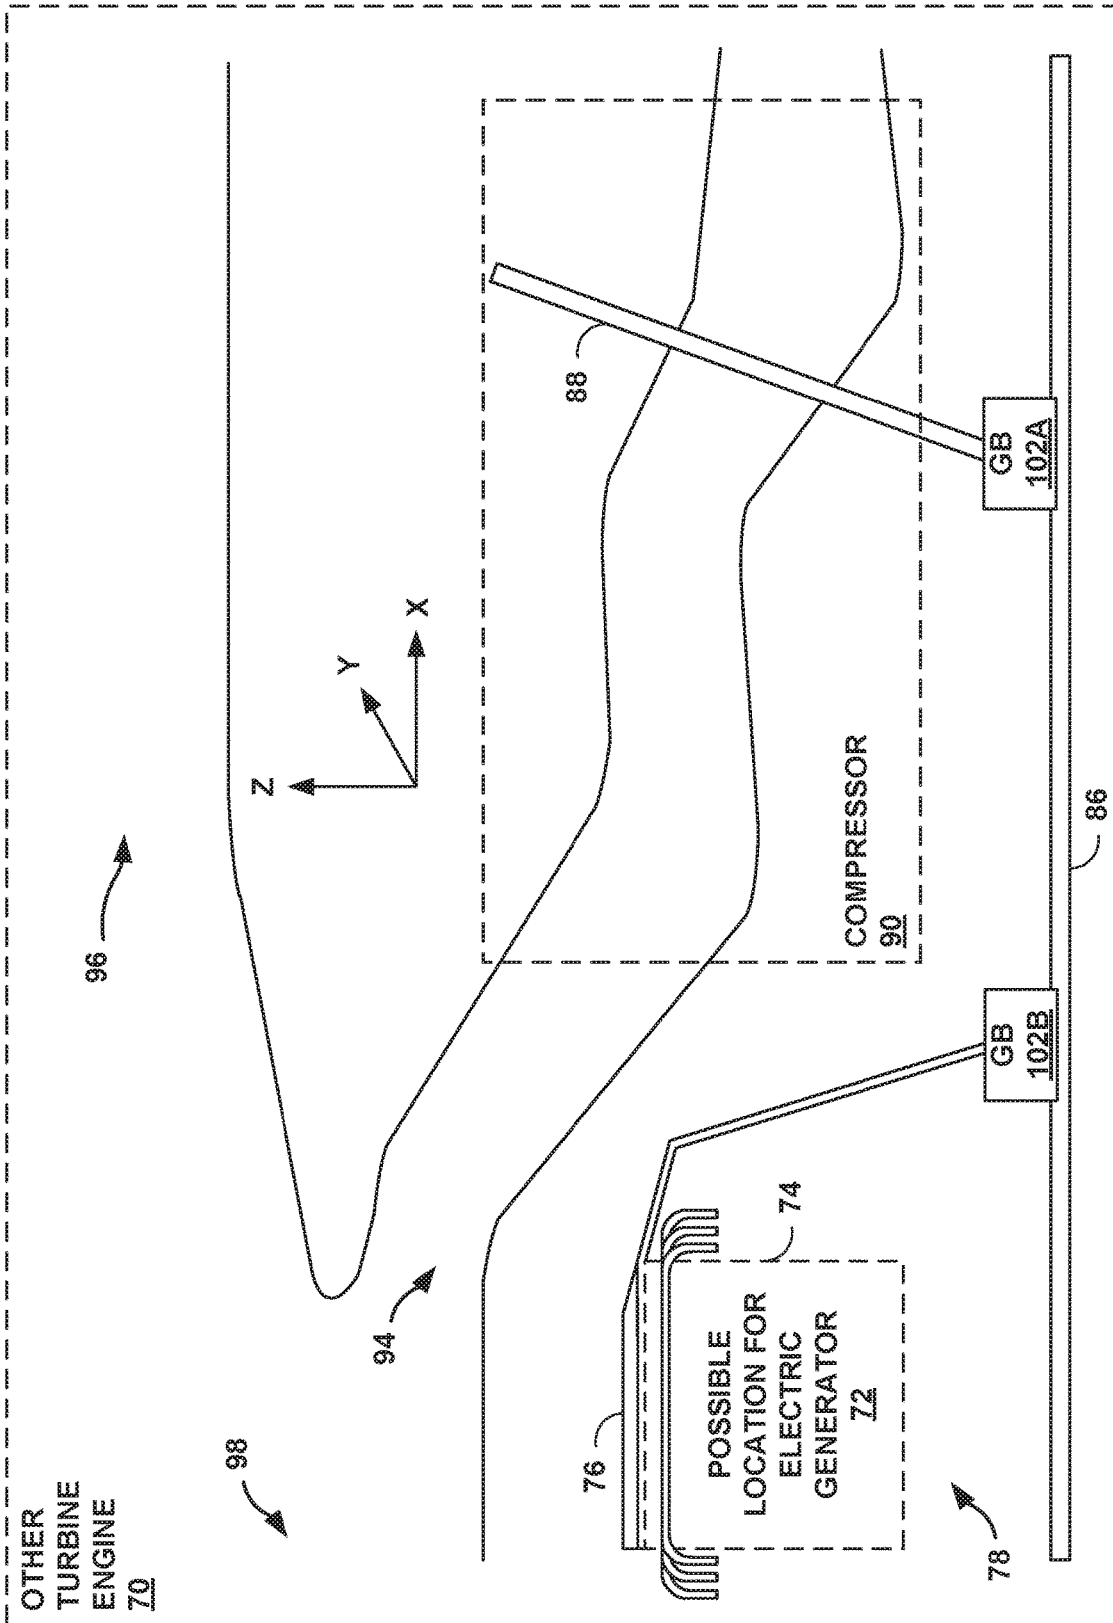 OTHER
TURBINE
ENGINE
70
98
96
94
Z
Y
X
88
76
74
POSSIBLE
LOCATION FOR
ELECTRIC
GENERATOR
72
COMPRESSOR
90
GB
102B
GB
102A
78
86